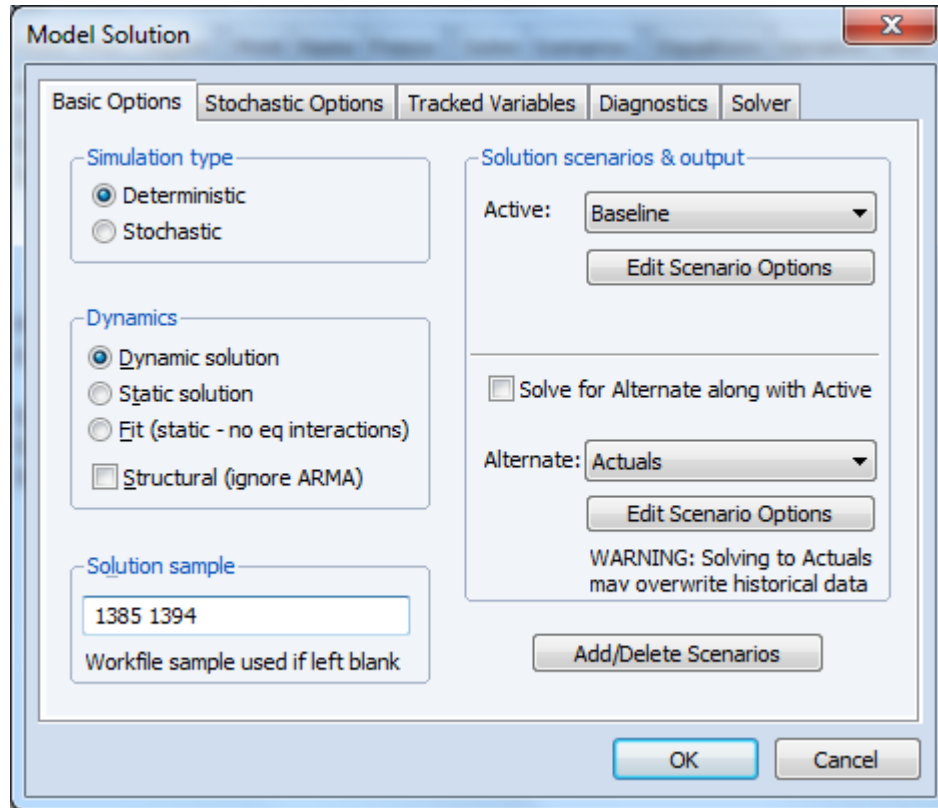 Model Solution
Basic Options
Stochastic Options
Tracked Variables
Diagnostics
Solver
Simulation type
Deterministic
Stochastic
Dynamics
Dynamic solution
Static solution
Fit (static - no eq interactions)
Structural (ignore ARMA)
Solution sample
1385 1394
Workfile sample used if left blank
Solution scenarios & output
Active:
Baseline
Edit Scenario Options
Solve for Alternate along with Active
Alternate:
Actuals
Edit Scenario Options
WARNING: Solving to Actuals
may overwrite historical data
Add/Delete Scenarios
OK
Cancel